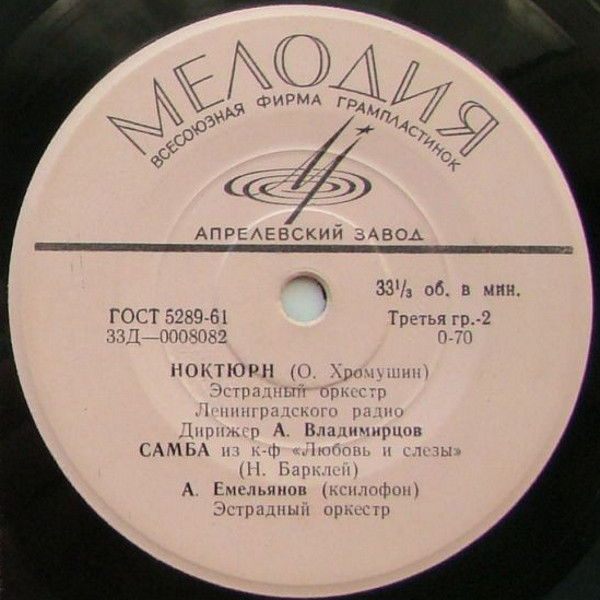 МЕЛОДИЯ
ВСЕСОЮЗНАЯ ФИРМА ГРАМПЛАСТИНОК
АПРЕЛЕВСКИЙ ЗАВОД
33⅓ об. в мин.
ГОСТ 5289-61
Третья гр.-2
33Д—0008082
0-70
НОКТЮРН (О. Хромушин)
Эстрадный оркестр
Ленинградского радио
Дирижер А. Владимирцов
САМБА из к-ф «Любовь и слезы»
(Н. Барклей)
А. Емельянов (ксилофон)
Эстрадный оркестр